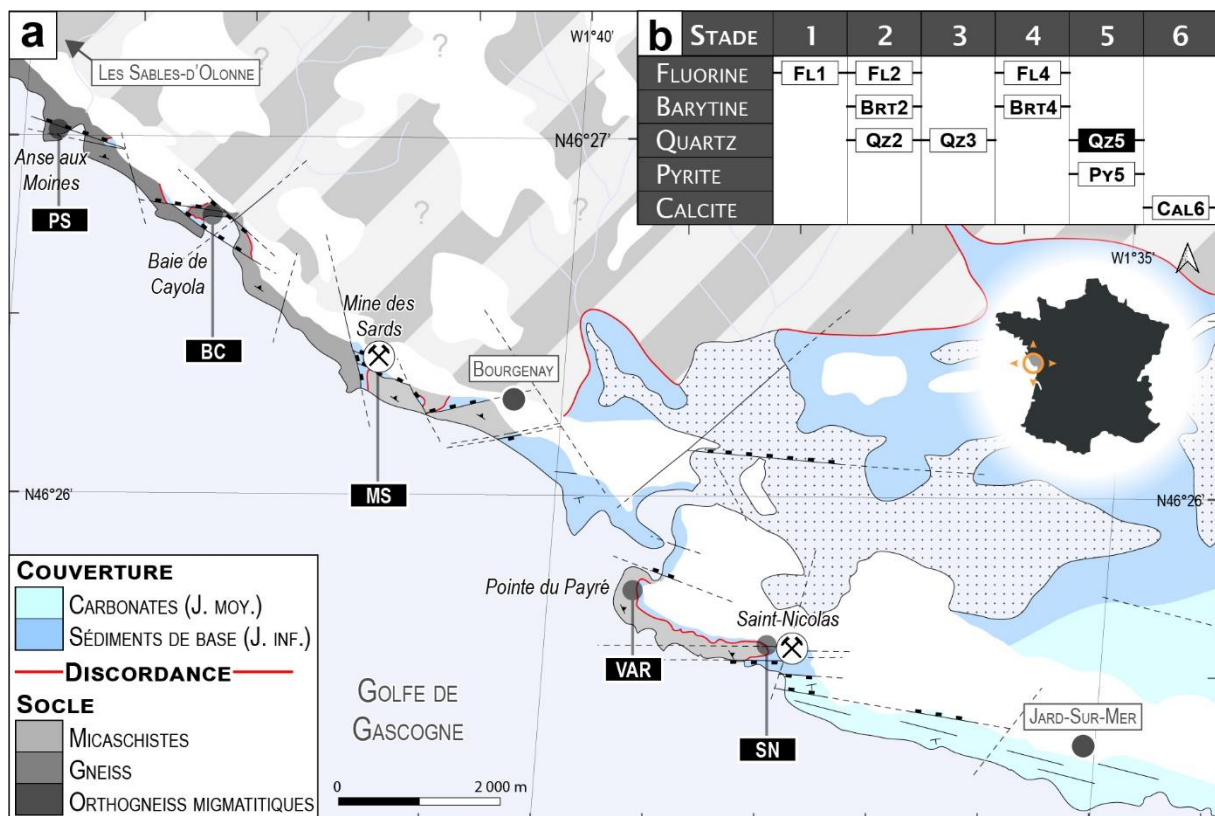 a
LES SABLES-D'OLONNE
W1°40'
b
STADE 1 2 3 4 5 6
FLUORINE FL1 FL2 FL4
BARYTINE BRT2 BRT4
QUARTZ QZ2 QZ3 QZ5
PYRITE PY5
CALCITE CAL6
N46°27'
Anse aux
Moines
PS
?
?
?
?
?
Baie de
Cayola
BC
Mine des
Sards
MS
BOURGENAY
W1°35'
N46°26'
N46°26'
Pointe du Payré
VAR
Saint-Nicolas
SN
JARD-SUR-MER
GOLFE DE
GASCOGNE
0 2 000 m
COUVERTURE
CARBONATES (J. MOY.)
SÉDIMENTS DE BASE (J. INF.)
DISCORDANCE
SOCLE
MICASCHISTES
GNEISS
ORTHOGNEISS MIGMATITIQUES